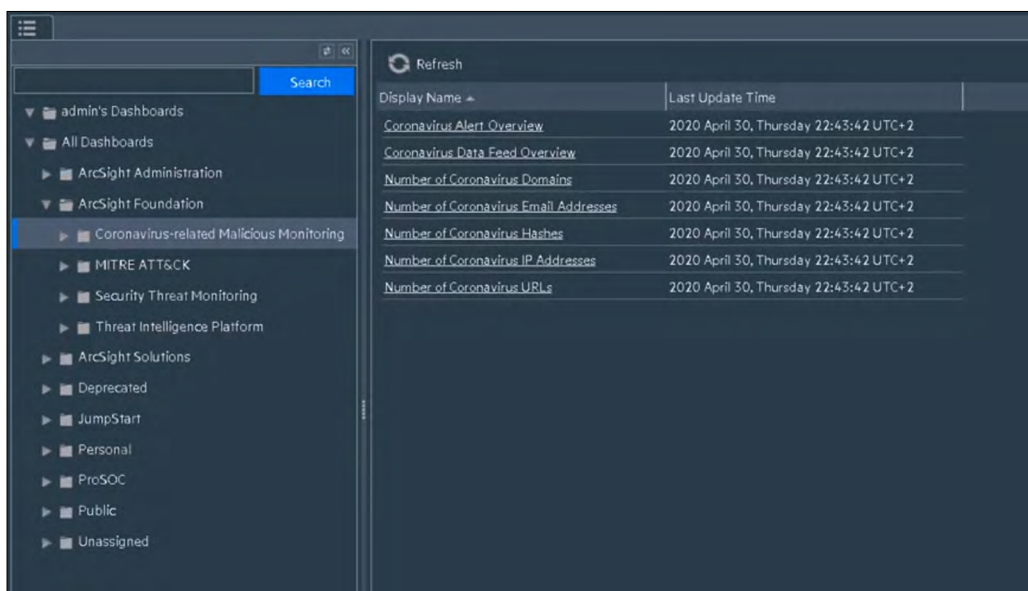 Search
admin's Dashboards
All Dashboards
ArcSight Administration
ArcSight Foundation
Coronavirus-related Malicious Monitoring
MITRE ATT&CK
Security Threat Monitoring
Threat Intelligence Platform
ArcSight Solutions
Deprecated
JumpStart
Personal
ProSOC
Public
Unassigned
Refresh
Display Name Last Update Time
Coronavirus Alert Overview 2020 April 30, Thursday 22:43:42 UTC+2
Coronavirus Data Feed Overview 2020 April 30, Thursday 22:43:42 UTC+2
Number of Coronavirus Domains 2020 April 30, Thursday 22:43:42 UTC+2
Number of Coronavirus Email Addresses 2020 April 30, Thursday 22:43:42 UTC+2
Number of Coronavirus Hashes 2020 April 30, Thursday 22:43:42 UTC+2
Number of Coronavirus IP Addresses 2020 April 30, Thursday 22:43:42 UTC+2
Number of Coronavirus URLs 2020 April 30, Thursday 22:43:42 UTC+2